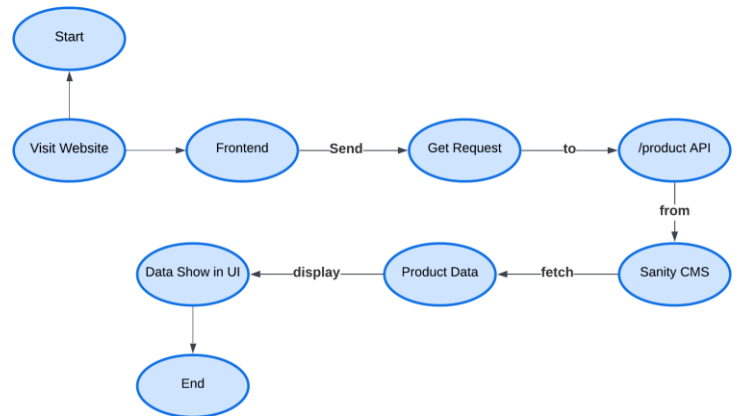 Start
Visit Website
Frontend
Send
Get Request
to
/product API
from
Data Show in UI
display
Product Data
fetch
Sanity CMS
End